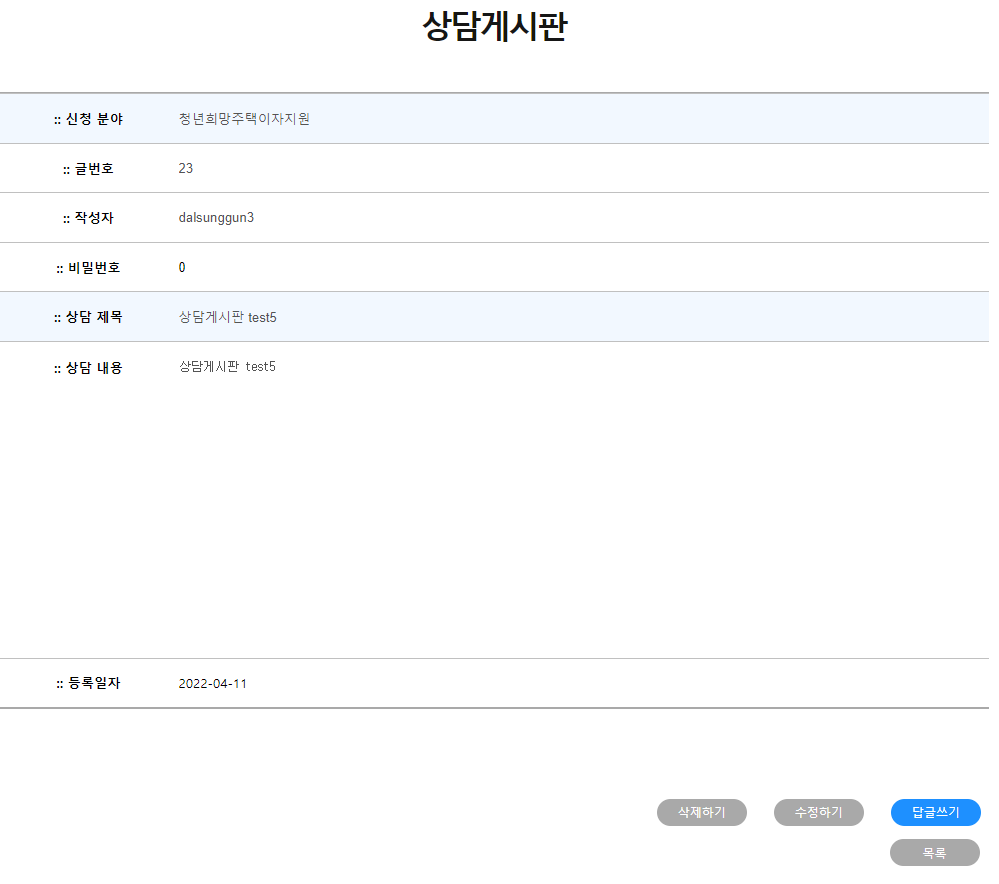 상담게시판
:: 신청 분야 청년희망주택이자지원
:: 글번호 23
:: 작성자 dalsunggun3
:: 비밀번호 0
:: 상담 제목 상담게시판 test5
:: 상담 내용 상담게시판 test5
:: 등록일자 2022-04-11
삭제하기 수정하기 답글쓰기
목록